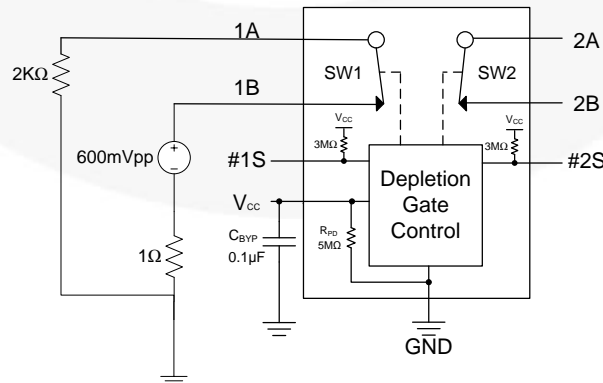 1A
2A
2KΩ
SW1
SW2
1B
2B
VCC
VCC
3MΩ
3MΩ
600mVpp
+
−
#1S
#2S
Depletion
Gate
Control
VCC
CBYP
0.1µF
RPD
5MΩ
1Ω
GND